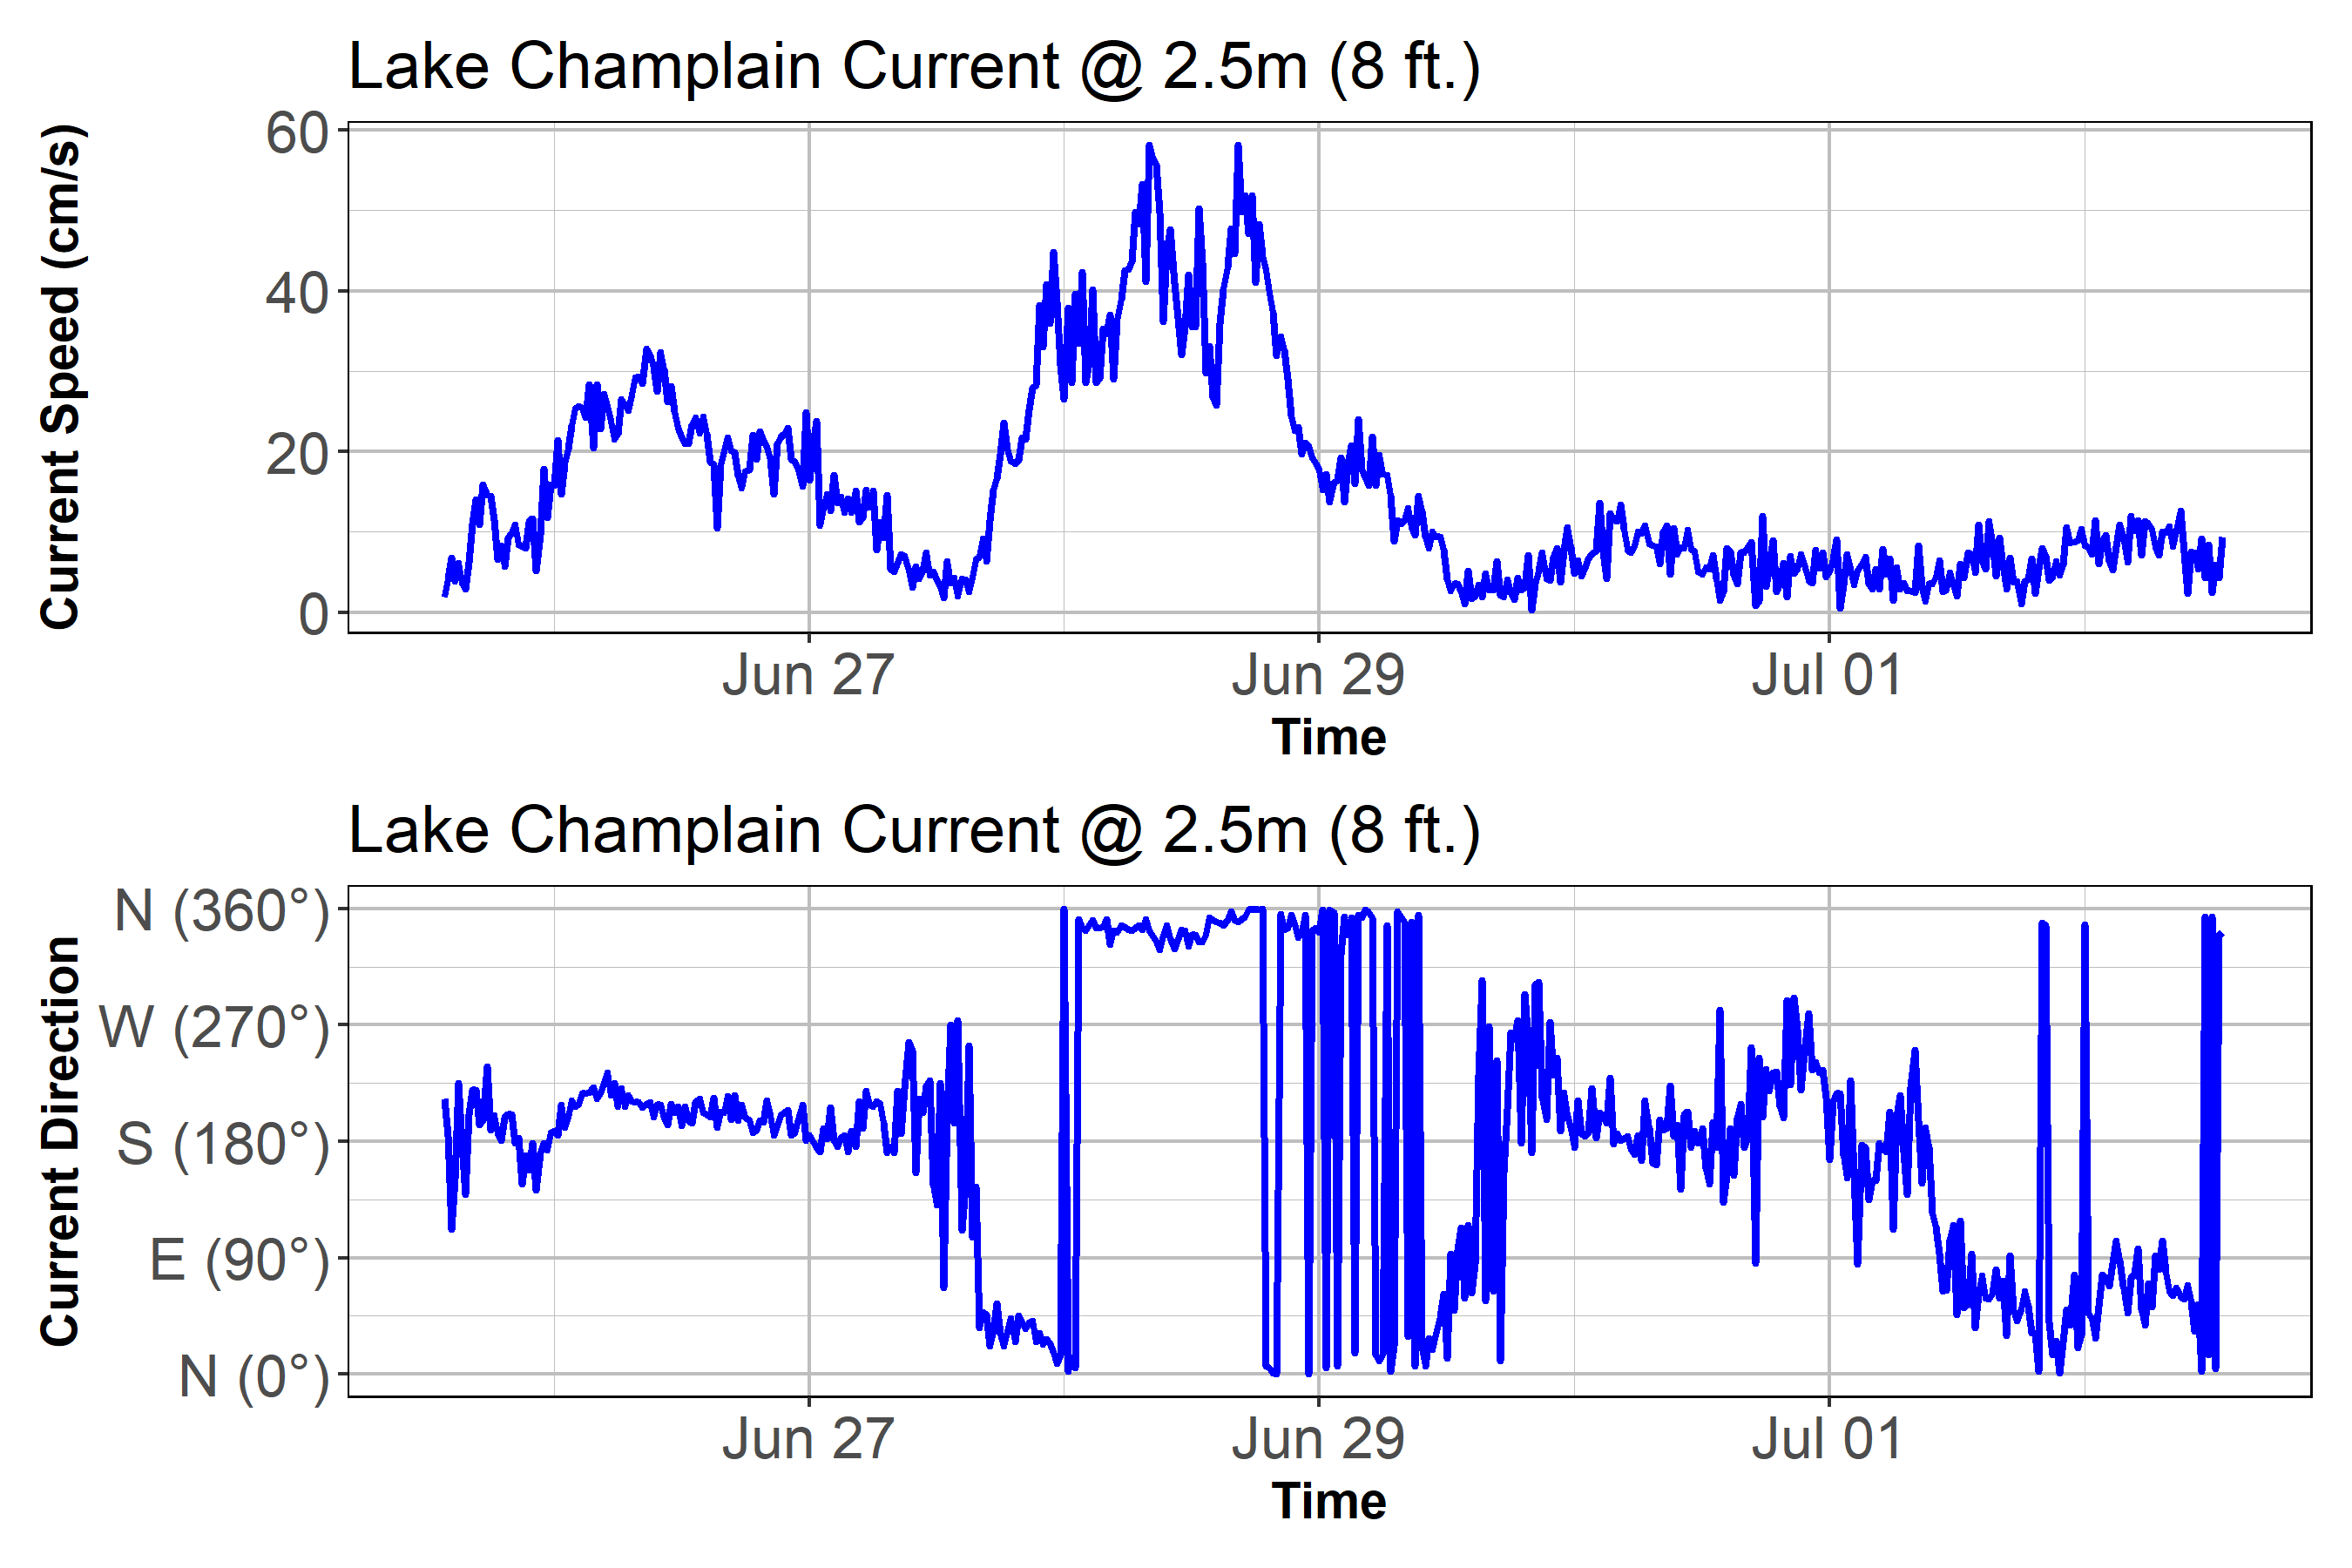 Lake Champlain Current @ 2.5m (8 ft.)
Current Speed (cm/s)
60
40
20
0
Jun 27 Jun 29 Jul 01
Time
Lake Champlain Current @ 2.5m (8 ft.)
Current Direction
N (360°)
W (270°)
S (180°)
E (90°)
N (0°)
Jun 27 Jun 29 Jul 01
Time